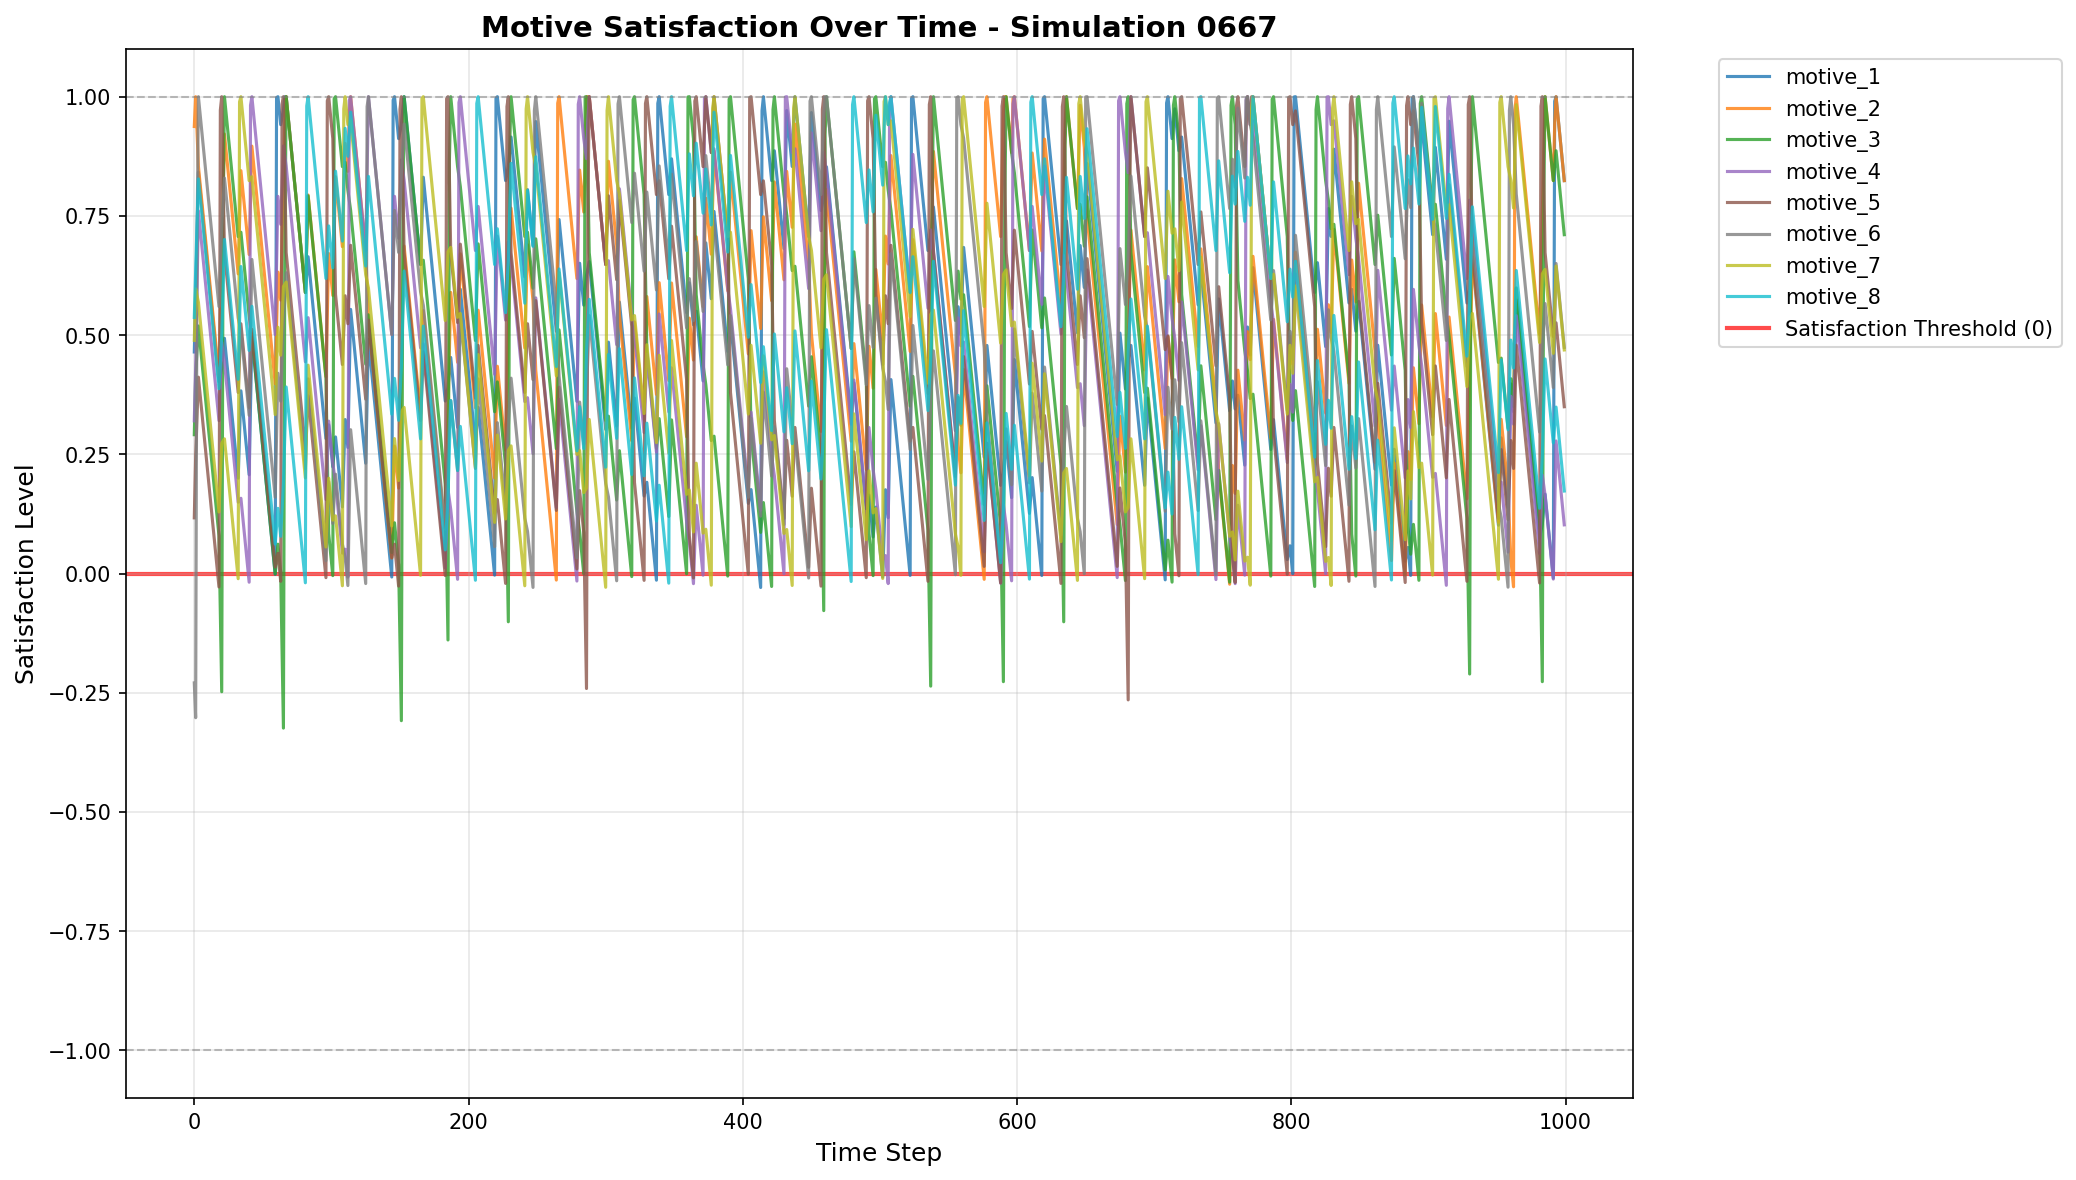 Motive Satisfaction Over Time - Simulation 0667
Satisfaction Level
1.00
0.75
0.50
0.25
0.00
−0.25
−0.50
−0.75
−1.00
0
200
400
600
800
1000
Time Step
motive_1
motive_2
motive_3
motive_4
motive_5
motive_6
motive_7
motive_8
Satisfaction Threshold (0)